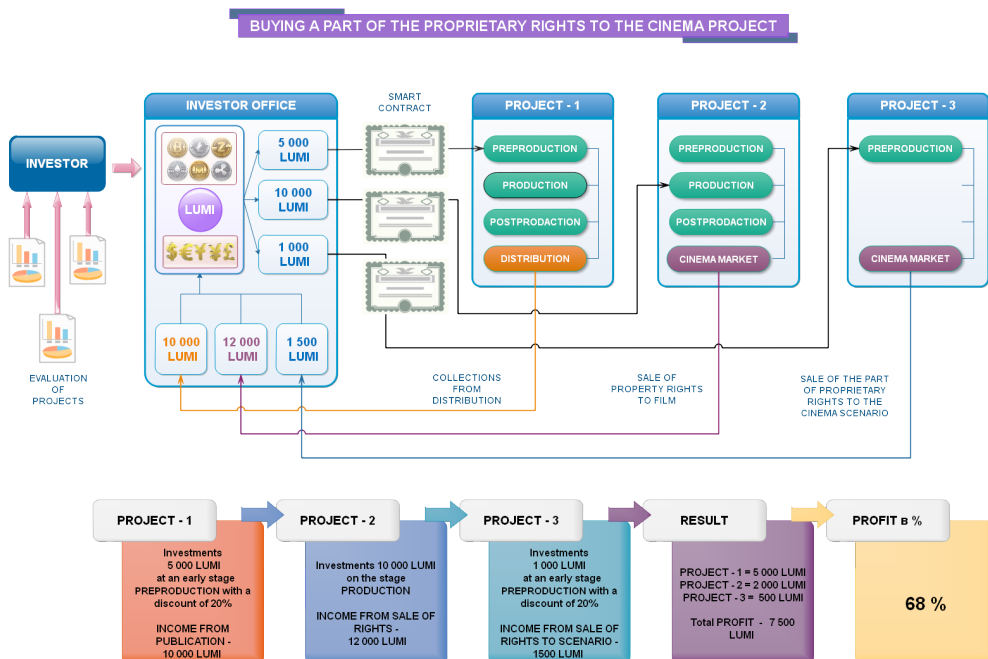 BUYING A PART OF THE PROPRIETARY RIGHTS TO THE CINEMA PROJECT
INVESTOR
EVALUATION
OF
PROJECTS
INVESTOR OFFICE
LUMI
5 000
LUMI
10 000
LUMI
1 000
LUMI
10 000
LUMI
12 000
LUMI
1 500
LUMI
SMART
CONTRACT
PROJECT - 1
PREPRODUCTION
PRODUCTION
POSTPRODACTION
DISTRIBUTION
PROJECT - 2
PREPRODUCTION
PRODUCTION
POSTPRODACTION
CINEMA MARKET
PROJECT - 3
PREPRODUCTION
CINEMA MARKET
COLLECTIONS
FROM
DISTRIBUTION
SALE OF
PROPERTY RIGHTS
TO FILM
SALE OF THE PART
OF PROPRIETARY
RIGHTS TO THE
CINEMA SCENARIO
PROJECT - 1
Investments
5 000 LUMI
at an early stage
PREPRODUCTION with a
discount of 20%
INCOME FROM
PUBLICATION -
10 000 LUMI
PROJECT - 2
Investments 10 000 LUMI
on the stage
PRODUCTION
INCOME FROM SALE OF
RIGHTS -
12 000 LUMI
PROJECT - 3
Investments
1 000 LUMI
at an early stage
PREPRODUCTION with a
discount of 20%
INCOME FROM SALE OF
RIGHTS TO SCENARIO -
1500 LUMI
RESULT
PROJECT - 1 = 5 000 LUMI
PROJECT - 2 = 2 000 LUMI
PROJECT - 3 = 500 LUMI
Total PROFIT - 7 500
LUMI
PROFIT в %
68 %